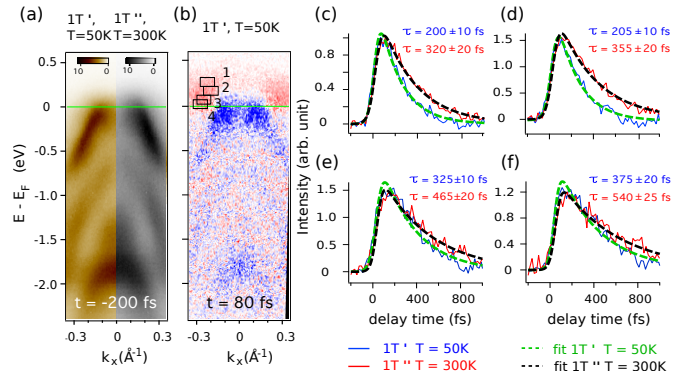 (a) 1T ', 1T '',
T=50K T=300K
10 0 10 0
0.5
0
-0.5
-1.0
-1.5
-2.0
E - E_F (eV)
t = -200 fs
-0.3 0 0.3
k_x(Å⁻¹)
(b) 1T ', T=50K
1
2
3
4
t = 80 fs
-0.3 0 0.3
k_x(Å⁻¹)
Intensity (arb. unit)
(c)
τ = 200 ±10 fs
τ = 320 ±20 fs
1.0
0.5
0
(d)
τ = 205 ±10 fs
τ = 355 ±20 fs
1.5
1.0
0.5
0
(e)
τ = 325±10 fs
τ = 465±20 fs
1.5
1.0
0.5
0
0 400 800
delay time (fs)
(f)
τ = 375 ±20 fs
τ = 540 ±25 fs
1.2
0.8
0.4
0
0 400 800
delay time (fs)
1T ' T = 50K
1T '' T = 300K
fit 1T ' T = 50K
fit 1T '' T = 300K